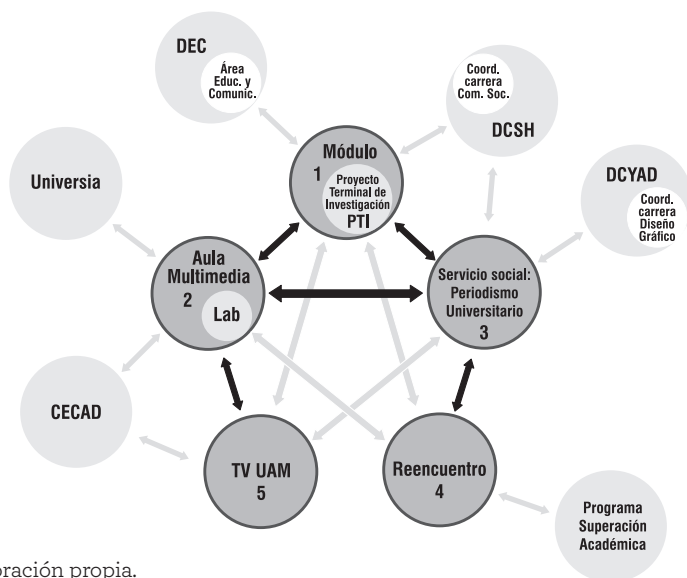 DEC
Área
Educ. y
Comunic.
Coord.
carrera
Com. Soc.
DCSH
Módulo
1
Proyecto
Terminal de
Investigación
PTI
DCYAD
Coord.
carrera
Diseño
Gráfico
Universia
Aula
Multimedia
2
Lab
Servicio social:
Periodismo
Universitario
3
CECAD
TV UAM
5
Reencuentro
4
Programa
Superación
Académica
oración propia.